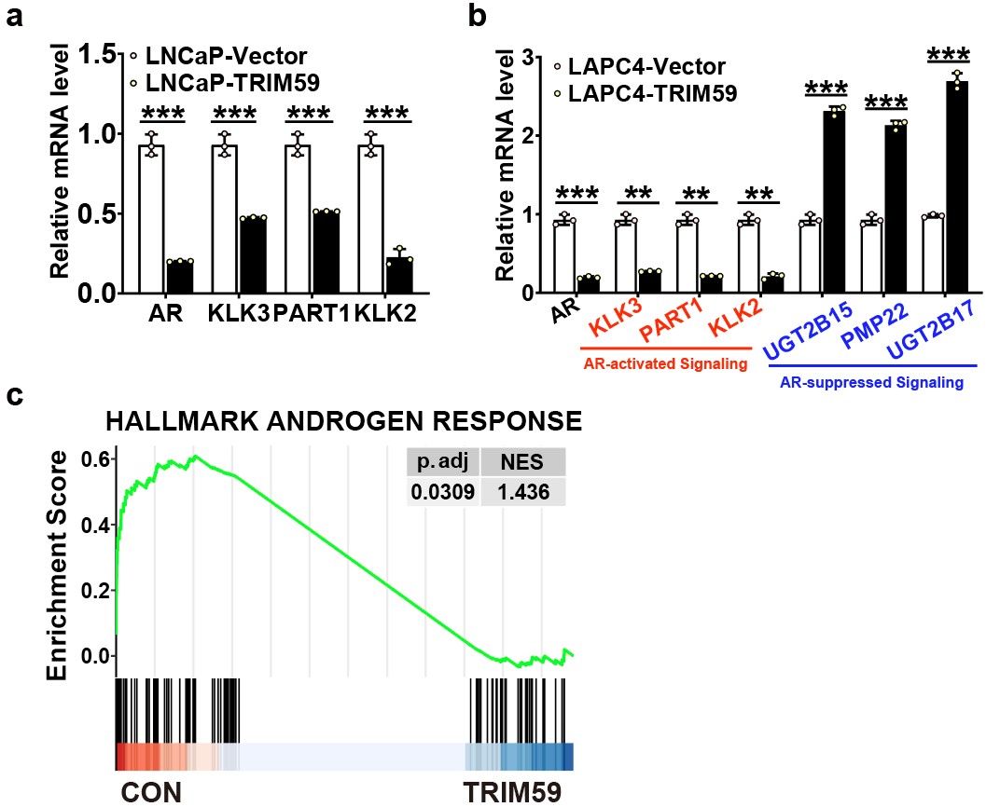 a
Relative mRNA level
LNCaP-Vector
LNCaP-TRIM59
1.5
1.0
0.5
0.0
*** *** *** ***
AR KLK3 PART1 KLK2
b
Relative mRNA level
LAPC4-Vector
LAPC4-TRIM59
3
2
1
0
*** ** ** ** *** *** ***
AR KLK3 PART1 KLK2 UGT2B15 PMP22 UGT2B17
AR-activated Signaling
AR-suppressed Signaling
c
HALLMARK ANDROGEN RESPONSE
Enrichment Score
0.6
0.4
0.2
0.0
p. adj NES
0.0309 1.436
CON TRIM59